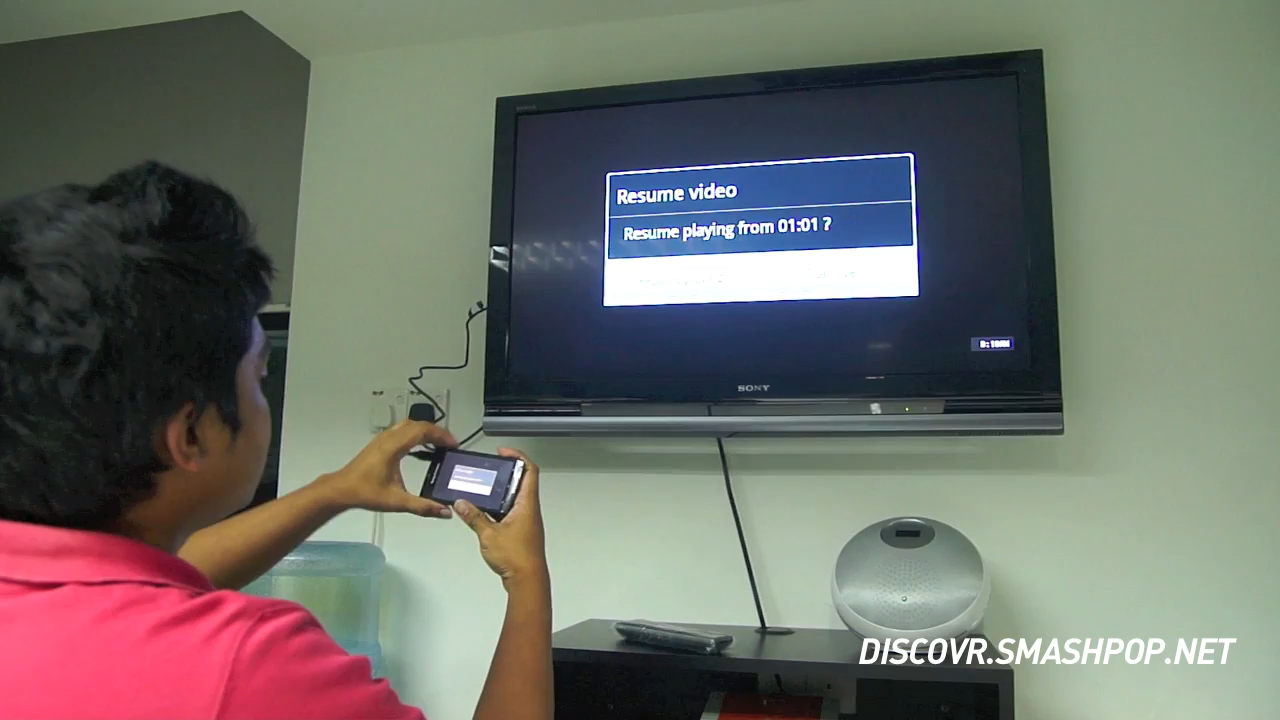 Resume video
Resume playing from 01:01 ?
SONY
DISCOVR.SMASHPOP.NET